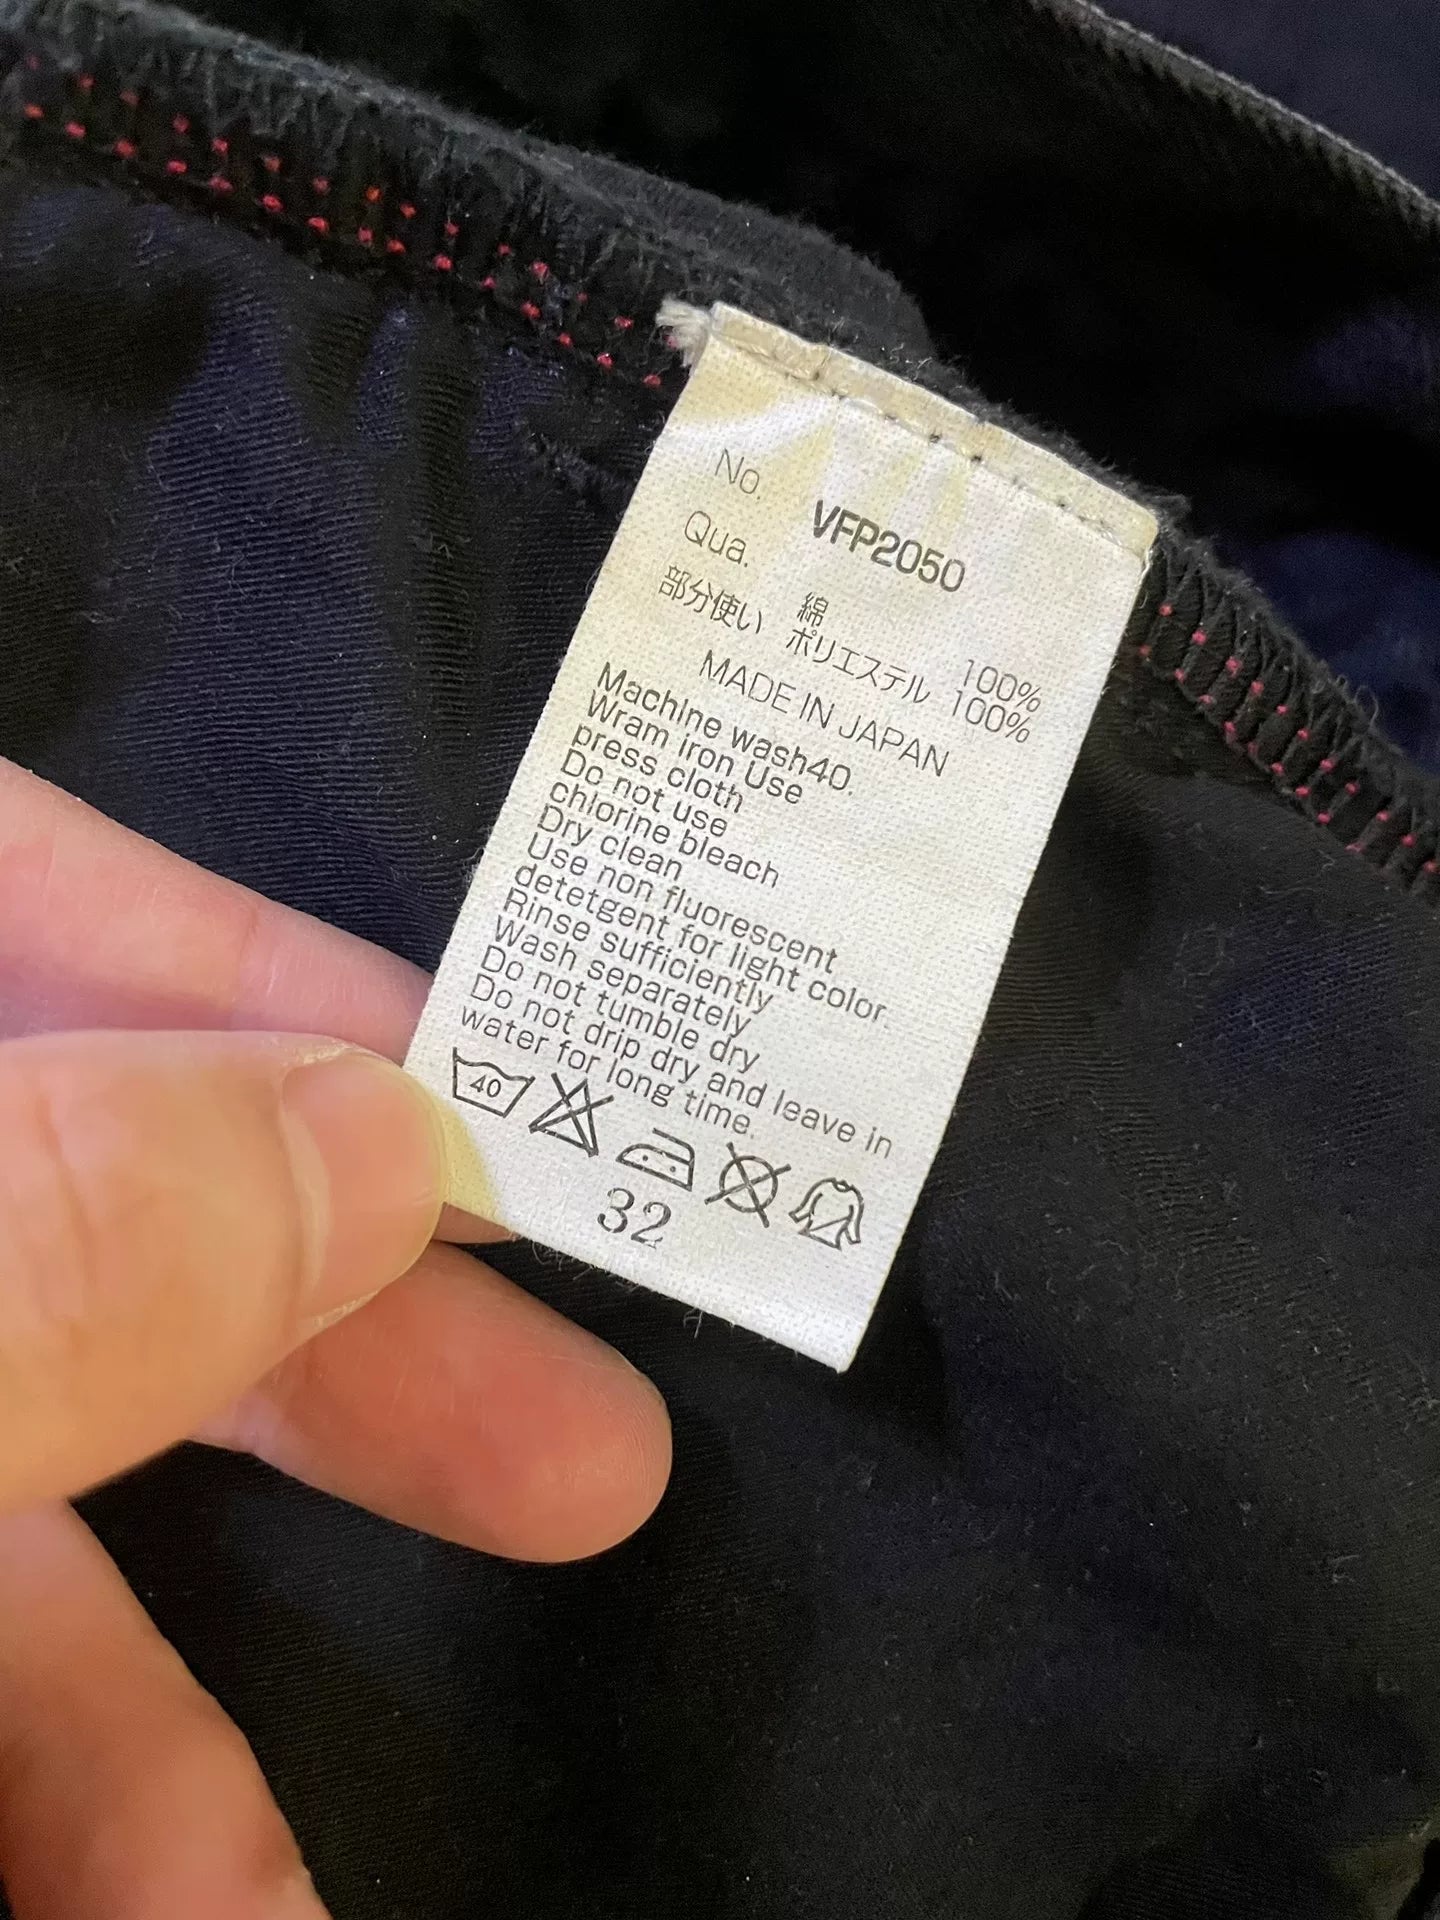 No. VFP2050
Qua. 綿 100%
部分使い ポリエステル 100%
MADE IN JAPAN
Machine wash40.
Wram iron Use
press cloth
Do not use
chlorine bleach
Dry clean
Use non fluorescent
detetgent for light color.
Rinse sufficiently
Wash separately
Do not tumble dry
Do not drip dry and leave in
water for long time.
40
32